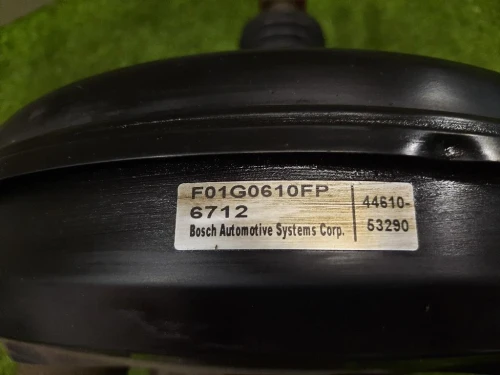 F01G0610FP
6712
Bosch Automotive Systems Corp.
44610-
53290